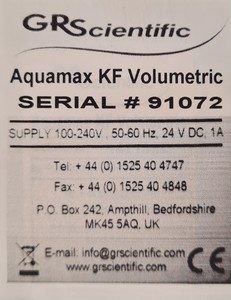 GRScientific
Aquamax KF Volumetric
SERIAL # 91072
SUPPLY 100-240V , 50-60 Hz, 24 V DC, 1A
Tel: + 44 (0) 1525 40 4747
Fax: + 44 (0) 1525 40 4848
P.O. Box 242, Ampthill, Bedfordshire
MK45 5AQ, UK
E-mail: info@grscientific.com
www.grscientific.com
CE